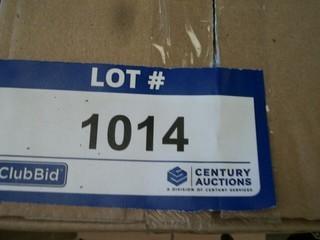 LOT #
1014
ClubBid
CENTURY
AUCTIONS
A DIVISION OF CENTURY SERVICES